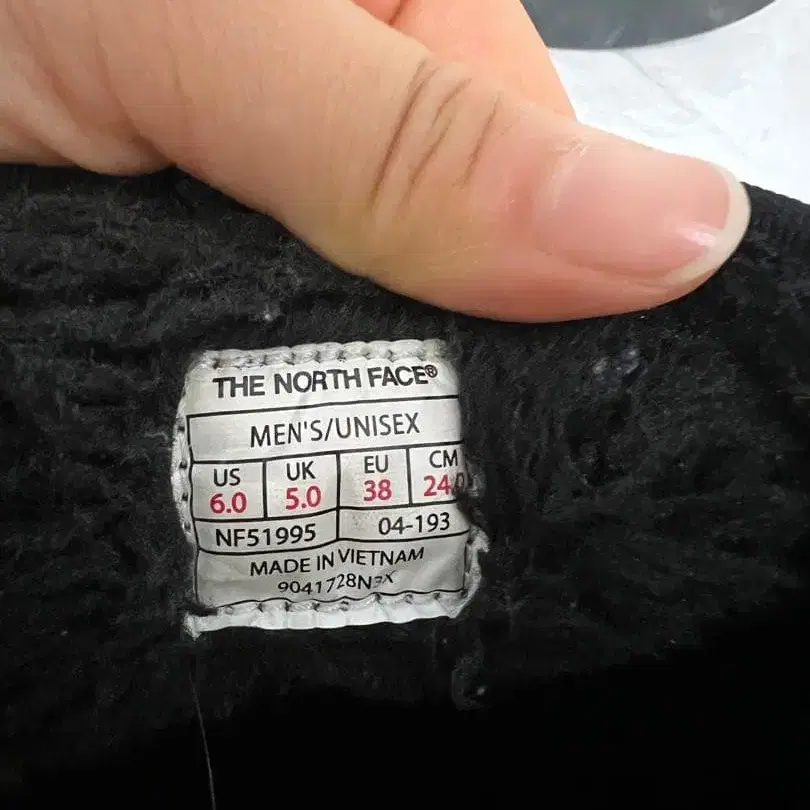 THE NORTH FACE®
MEN'S/UNISEX
US UK EU CM
6.0 5.0 38 24.0
NF51995 04-193
MADE IN VIETNAM